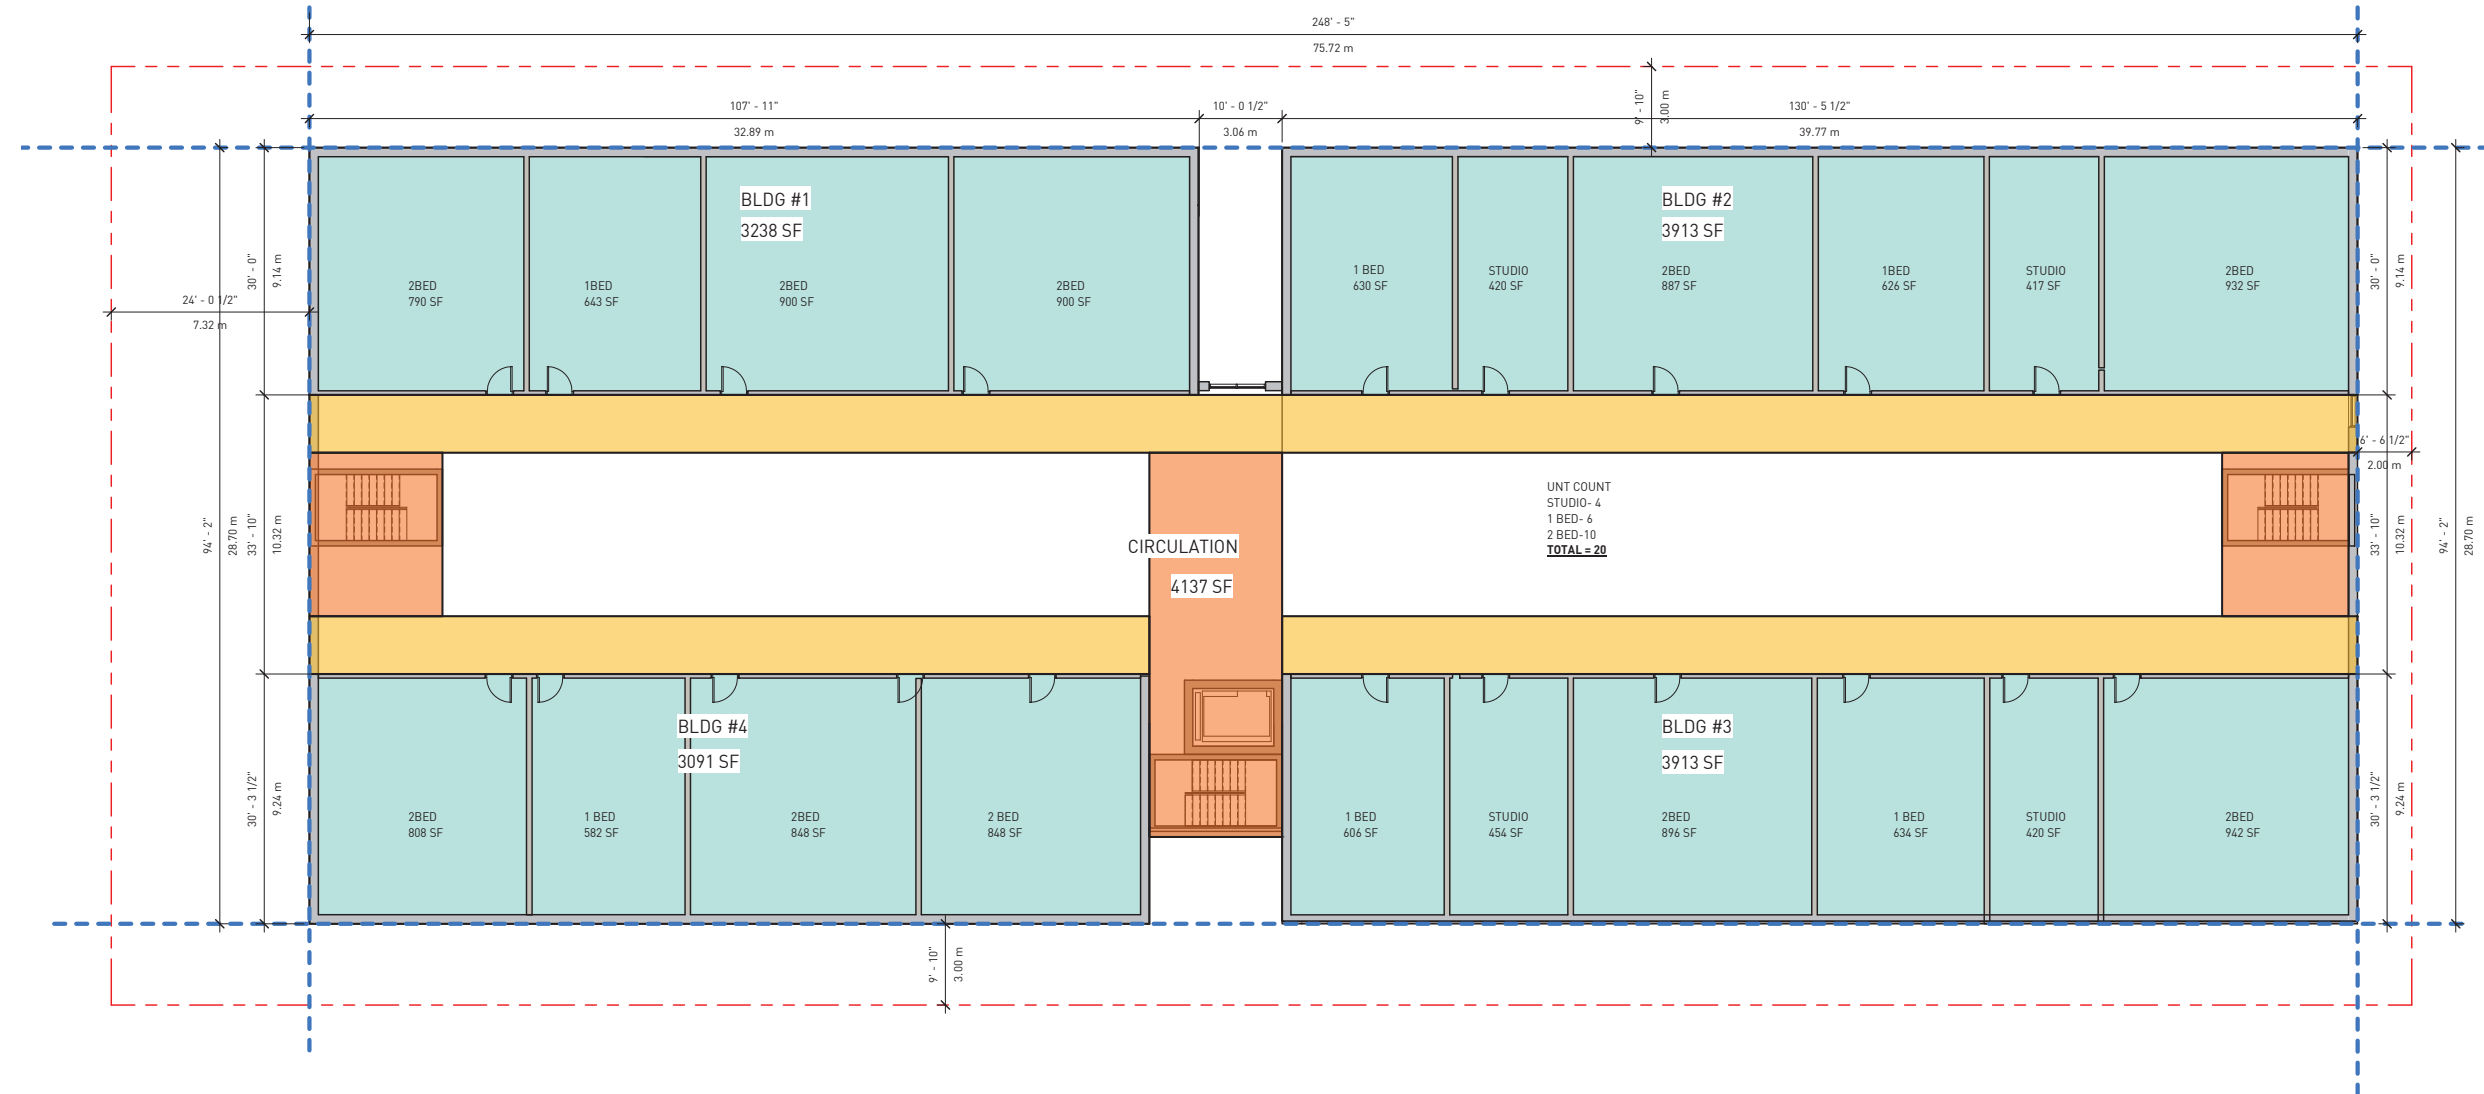 248' - 5"
75.72 m
107' - 11"
32.89 m
10' - 0 1/2"
3.06 m
9' - 10"
3.00 m
130' - 5 1/2"
39.77 m
BLDG #1
3238 SF
2BED
790 SF
1BED
643 SF
2BED
900 SF
2BED
900 SF
BLDG #2
3913 SF
1 BED
630 SF
STUDIO
420 SF
2BED
887 SF
1BED
626 SF
STUDIO
417 SF
2BED
932 SF
30' - 0"
9.14 m
24' - 0 1/2"
7.32 m
30' - 0"
9.14 m
6' - 6 1/2"
2.00 m
94' - 2"
28.70 m
33' - 10"
10.32 m
CIRCULATION
4137 SF
UNT COUNT
STUDIO- 4
1 BED- 6
2 BED-10
TOTAL = 20
33' - 10"
10.32 m
94' - 2"
28.70 m
BLDG #4
3091 SF
2BED
808 SF
1 BED
582 SF
2BED
848 SF
2 BED
848 SF
BLDG #3
3913 SF
1 BED
606 SF
STUDIO
454 SF
2BED
896 SF
1 BED
634 SF
STUDIO
420 SF
2BED
942 SF
30' - 3 1/2"
9.24 m
30' - 3 1/2"
9.24 m
9' - 10"
3.00 m